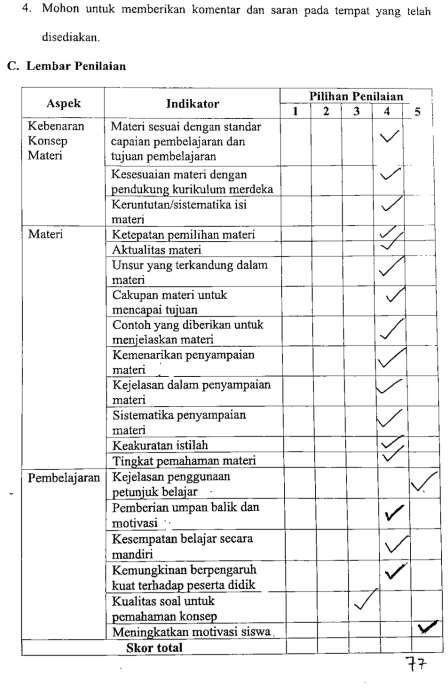 4. Mohon untuk memberikan komentar dan saran pada tempat yang telah
disediakan.
C. Lembar Penilaian
Aspek Indikator Pilihan Penilaian
1 2 3 4 5
Kebenaran Konsep Materi
Materi sesuai dengan standar
capaian pembelajaran dan
tujuan pembelajaran ✓
Kesesuaian materi dengan
pendukung kurikulum merdeka ✓
Keruntutan/sistematika isi
materi ✓
Materi
Ketepatan pemilihan materi ✓
Aktualitas materi ✓
Unsur yang terkandung dalam
materi ✓
Cakupan materi untuk
mencapai tujuan ✓
Contoh yang diberikan untuk
menjelaskan materi ✓
Kemenarikan penyampaian
materi ✓
Kejelasan dalam penyampaian
materi ✓
Sistematika penyampaian
materi ✓
Keakuratan istilah ✓
Tingkat pemahaman materi ✓
Pembelajaran
Kejelasan penggunaan
petunjuk belajar ✓
Pemberian umpan balik dan
motivasi ✓
Kesempatan belajar secara
mandiri ✓
Kemungkinan berpengaruh
kuat terhadap peserta didik ✓
Kualitas soal untuk
pemahaman konsep ✓
Meningkatkan motivasi siswa ✓
Skor total
77